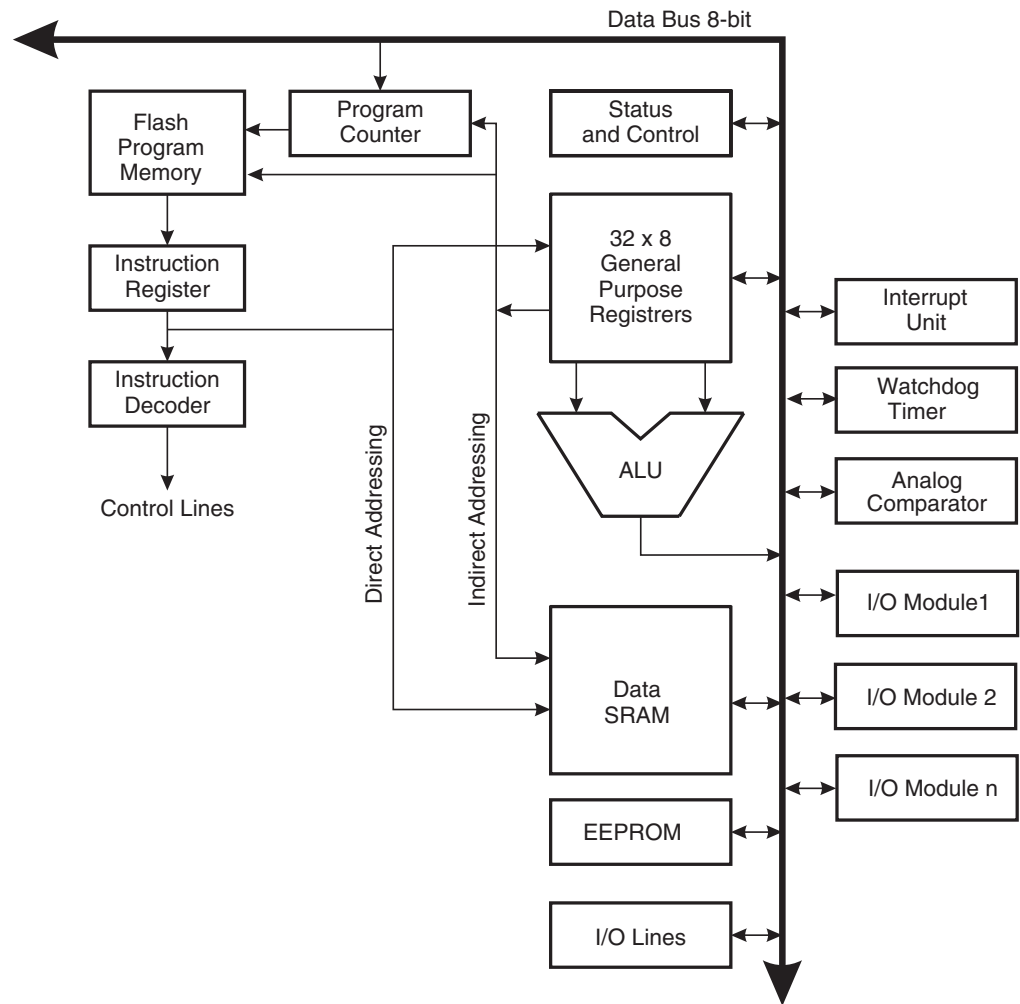 Data Bus 8-bit
Flash
Program
Memory
Program
Counter
Status
and Control
32 x 8
General
Purpose
Registrers
Instruction
Register
Instruction
Decoder
Control Lines
Direct Addressing
Indirect Addressing
ALU
Interrupt
Unit
Watchdog
Timer
Analog
Comparator
I/O Module1
Data
SRAM
I/O Module 2
I/O Module n
EEPROM
I/O Lines